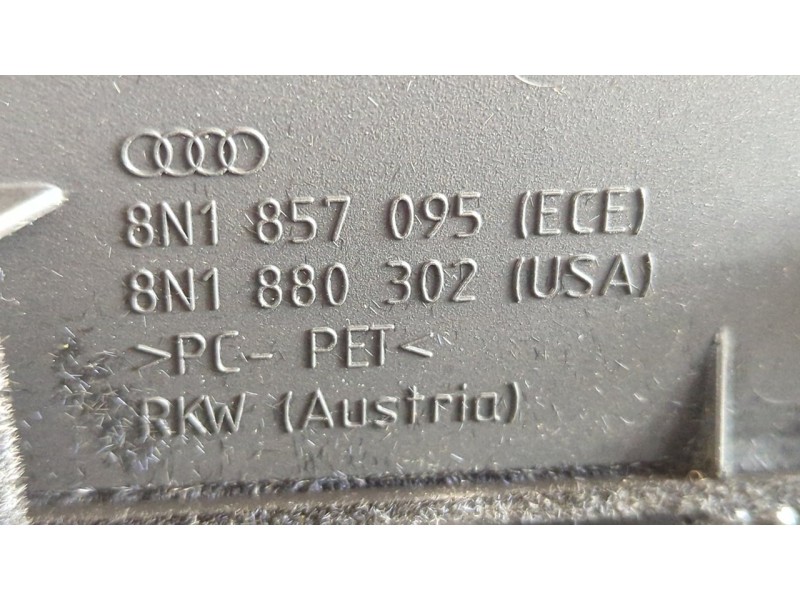 8N1 857 095 (ECE)
8N1 880 302 (USA)
>PC- PET<
RKW (Austria)